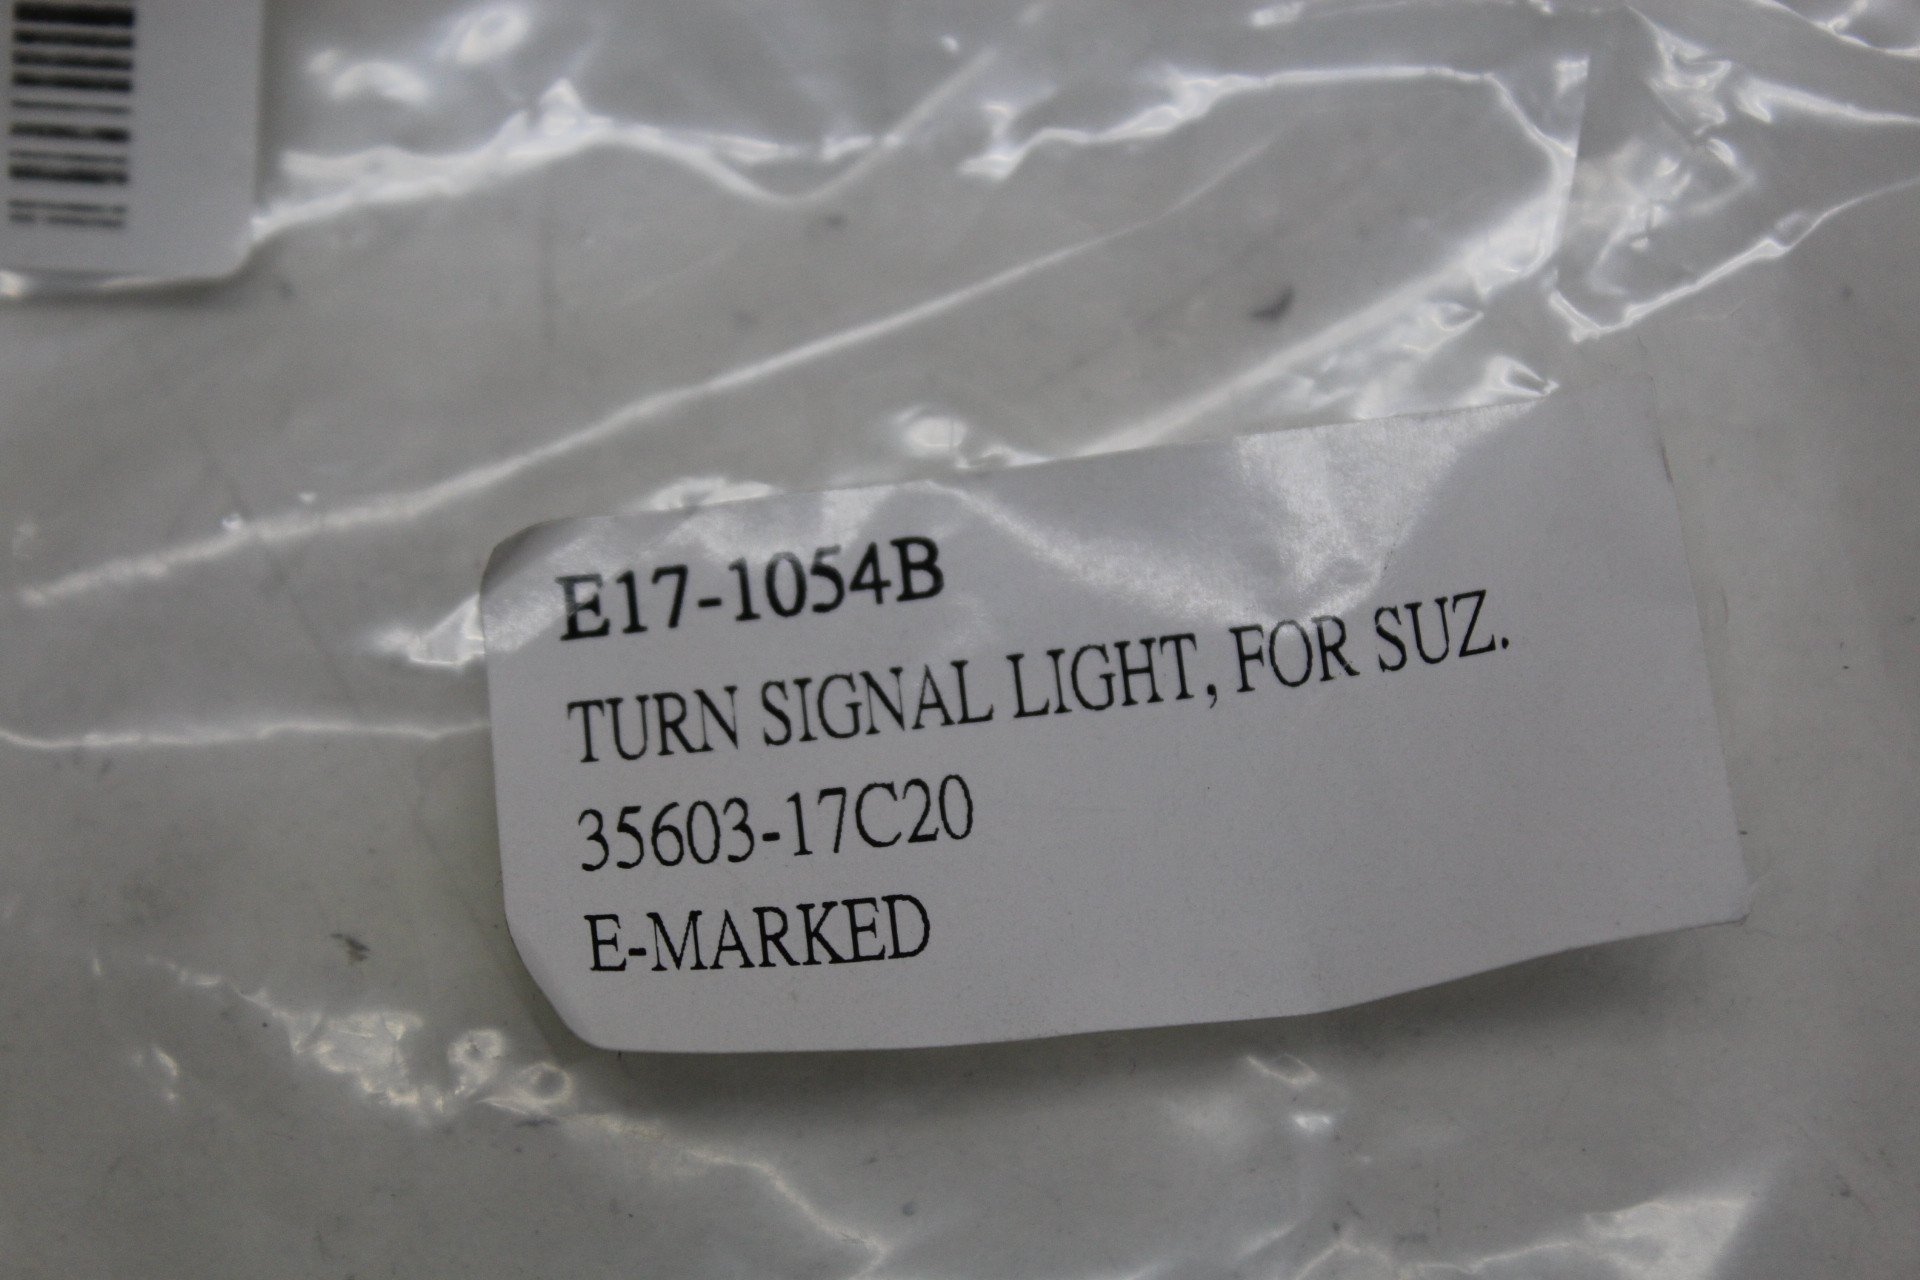 E17-1054B
TURN SIGNAL LIGHT, FOR SUZ.
35603-17C20
E-MARKED